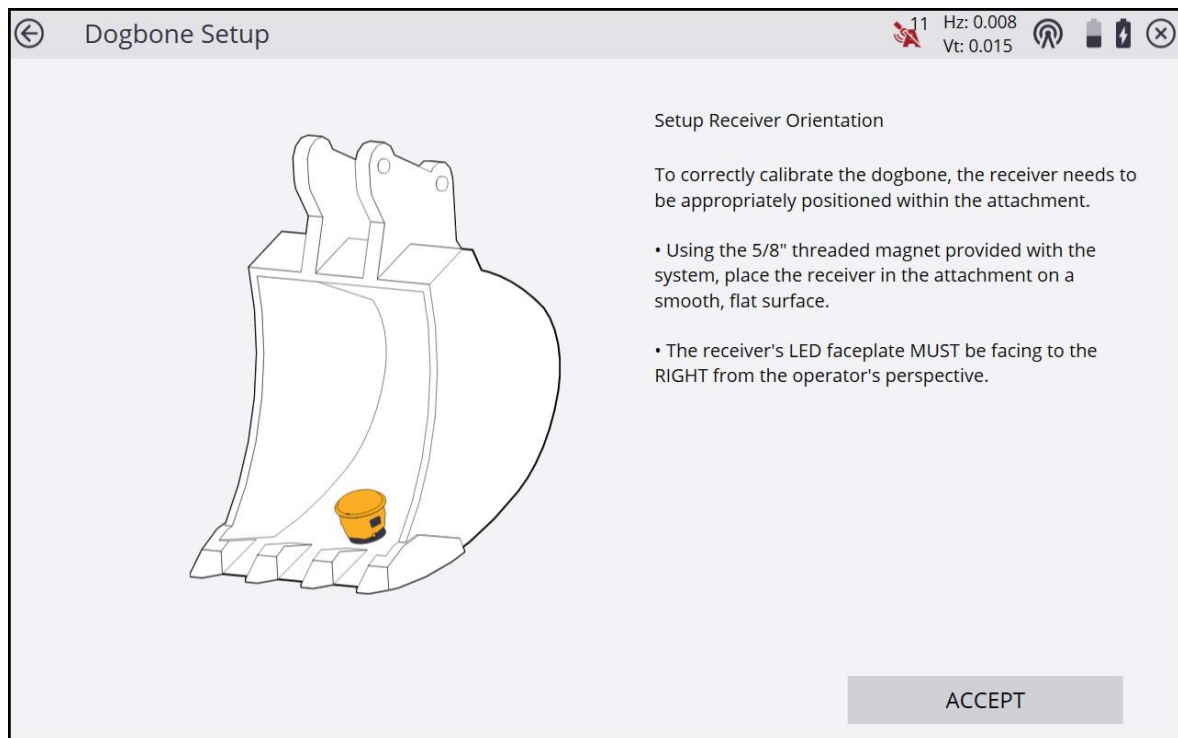 Dogbone Setup
11
Hz: 0.008
Vt: 0.015
Setup Receiver Orientation
To correctly calibrate the dogbone, the receiver needs to
be appropriately positioned within the attachment.
• Using the 5/8" threaded magnet provided with the
system, place the receiver in the attachment on a
smooth, flat surface.
• The receiver's LED faceplate MUST be facing to the
RIGHT from the operator's perspective.
ACCEPT